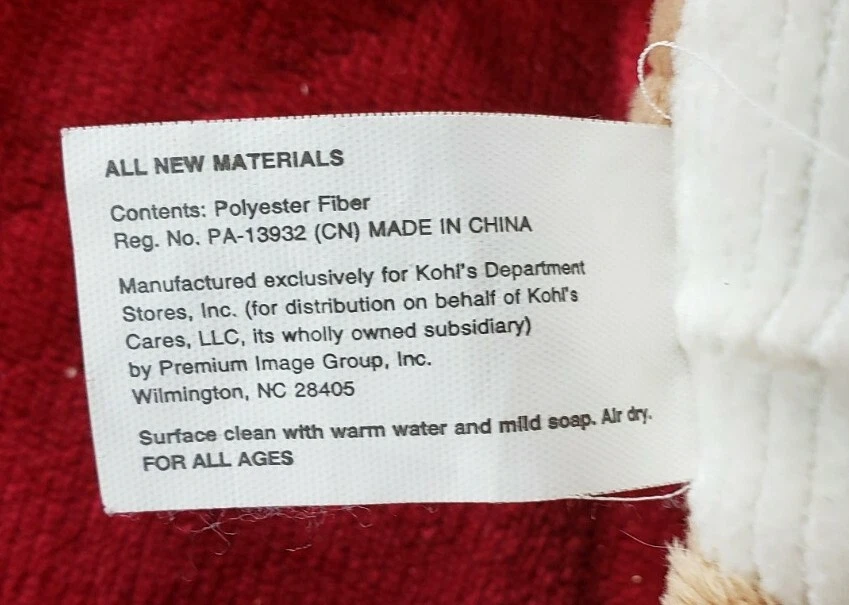 ALL NEW MATERIALS
Contents: Polyester Fiber
Reg. No. PA-13932 (CN) MADE IN CHINA
Manufactured exclusively for Kohl's Department
Stores, Inc. (for distribution on behalf of Kohl's
Cares, LLC, its wholly owned subsidiary)
by Premium Image Group, Inc.
Wilmington, NC 28405
Surface clean with warm water and mild soap. Air dry.
FOR ALL AGES